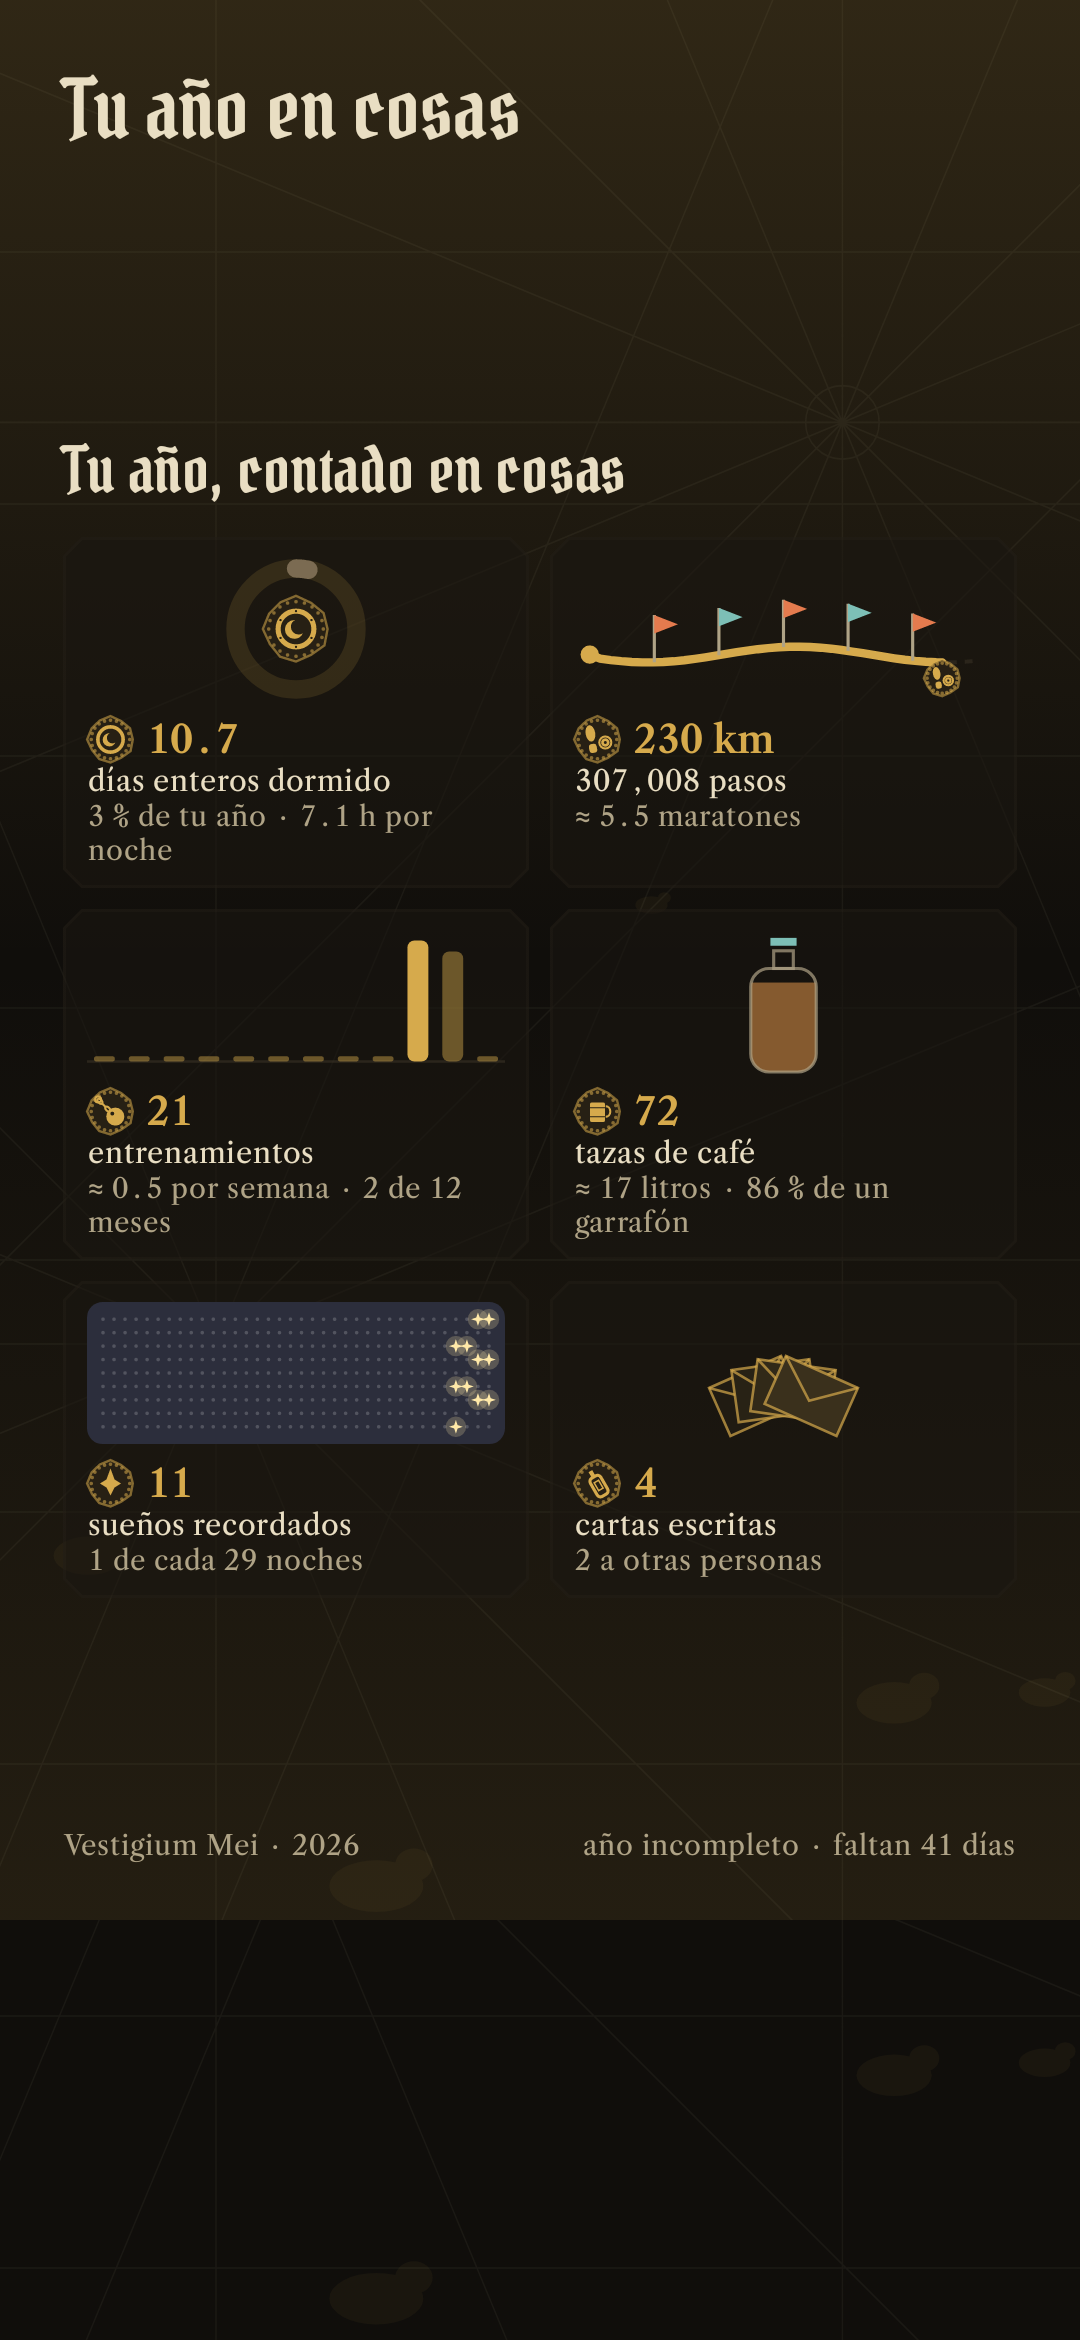 Tu año en cosas
Tu año, contado en cosas
10.7
días enteros dormido
3 % de tu año · 7.1 h por
noche
230 km
307,008 pasos
≈ 5.5 maratones
21
entrenamientos
≈ 0.5 por semana · 2 de 12
meses
72
tazas de café
≈ 17 litros · 86 % de un
garrafón
11
sueños recordados
1 de cada 29 noches
4
cartas escritas
2 a otras personas
Vestigium Mei · 2026
año incompleto · faltan 41 días